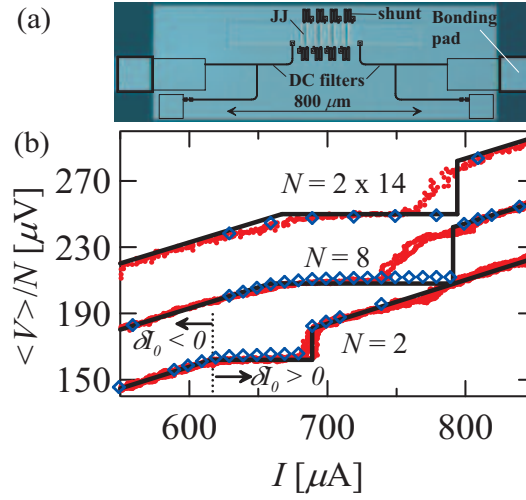 (a)
JJ
shunt
Bonding
pad
DC filters
800 μm
(b)
270
230
190
150
<V>/N [μV]
N = 2 x 14
N = 8
N = 2
δI₀ < 0
δI₀ > 0
600
700
800
I [μA]